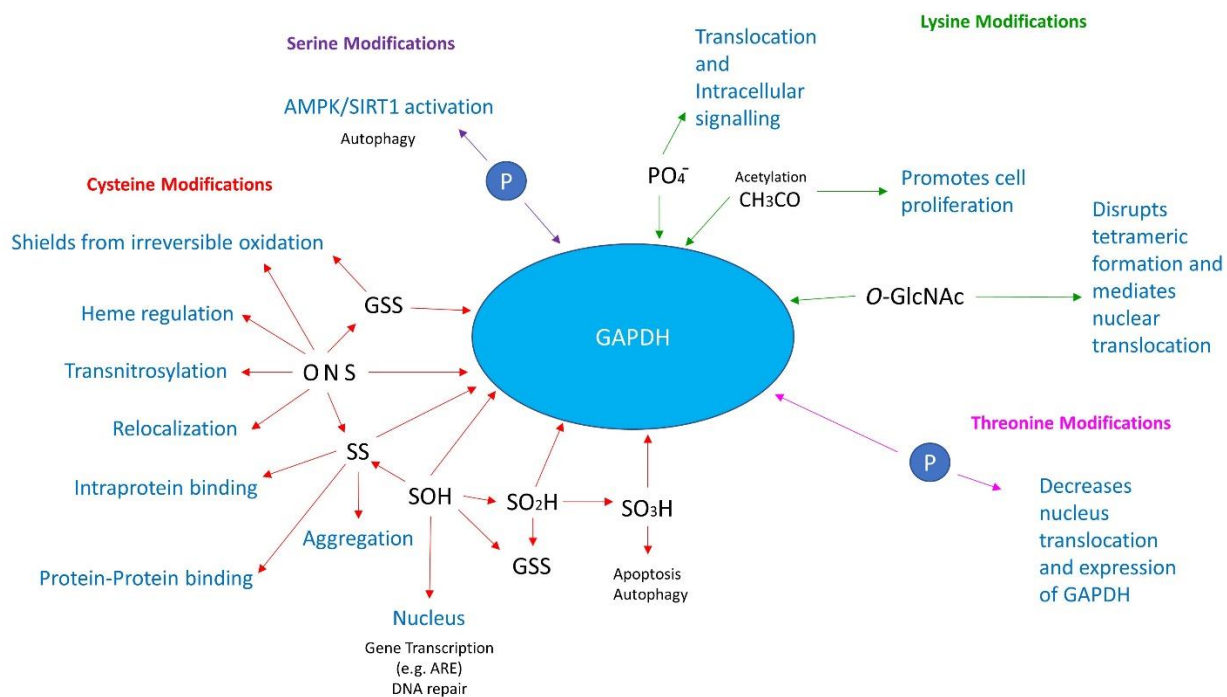 Lysine Modifications
Serine Modifications
Translocation
and
Intracellular
signalling
AMPK/SIRT1 activation
Autophagy
P
PO₄⁻
Acetylation
CH₃CO
Promotes cell
proliferation
Cysteine Modifications
Disrupts
tetrameric
formation and
mediates
nuclear
translocation
Shields from irreversible oxidation
GSS
O-GlcNAc
Heme regulation
GAPDH
Transnitrosylation
O N S
Relocalization
Threonine Modifications
P
SS
Intraprotein binding
SOH
SO₂H
SO₃H
Decreases
nucleus
translocation
and expression
of GAPDH
Aggregation
GSS
Protein-Protein binding
Apoptosis
Autophagy
Nucleus
Gene Transcription
(e.g. ARE)
DNA repair